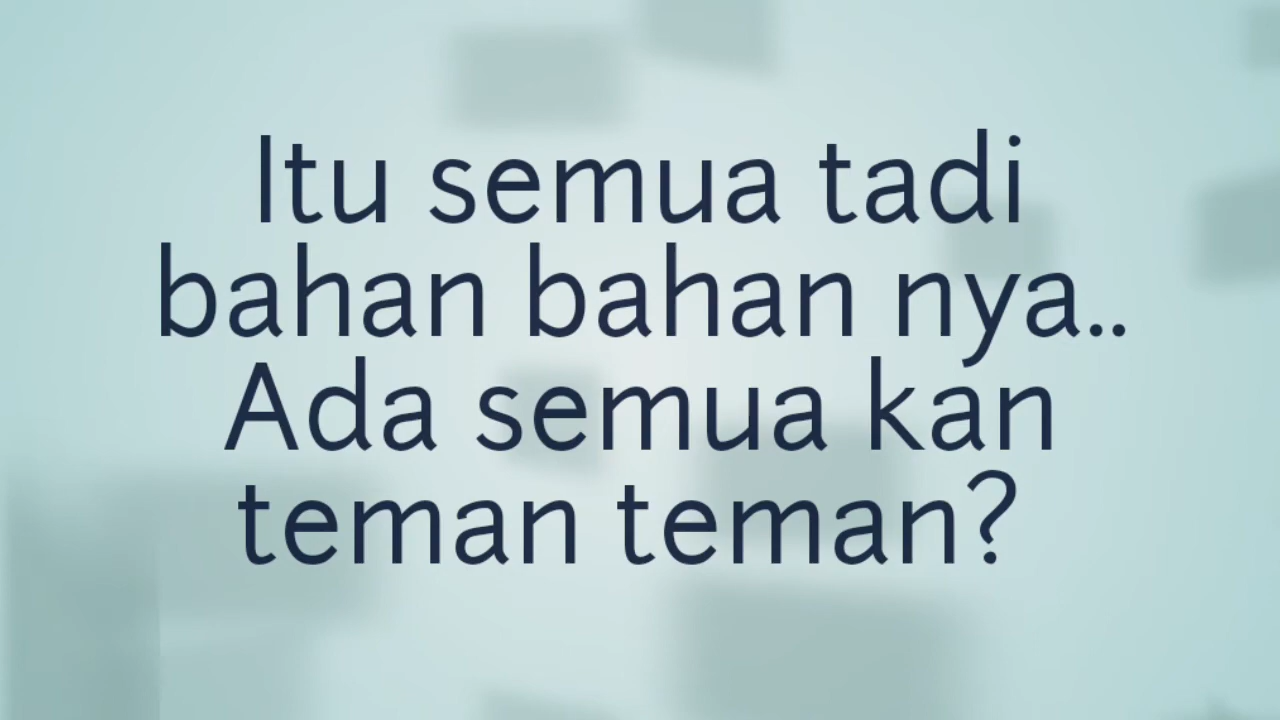 Itu semua tadi
bahan bahan nya..
Ada semua kan
teman teman?